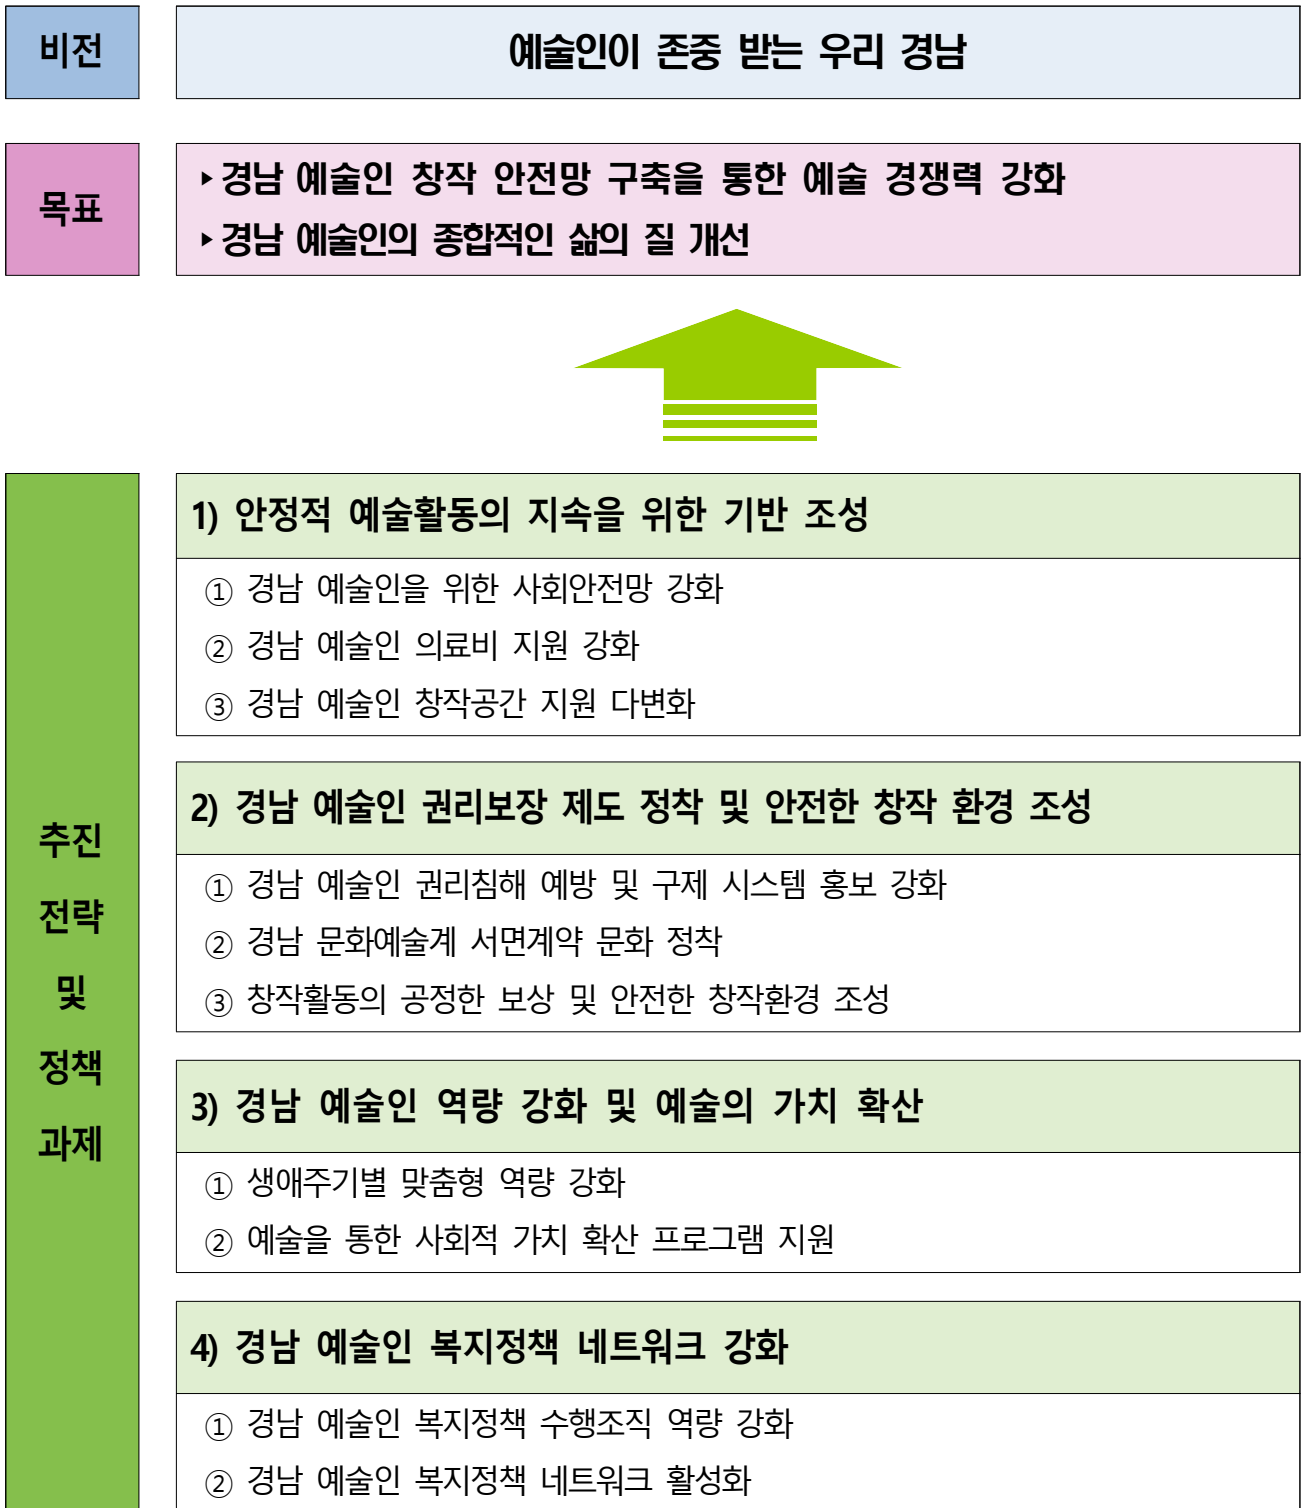 비전
예술인이 존중 받는 우리 경남
목표
▸경남 예술인 창작 안전망 구축을 통한 예술 경쟁력 강화
▸경남 예술인의 종합적인 삶의 질 개선
추진
전략
및
정책
과제
1) 안정적 예술활동의 지속을 위한 기반 조성
① 경남 예술인을 위한 사회안전망 강화
② 경남 예술인 의료비 지원 강화
③ 경남 예술인 창작공간 지원 다변화
2) 경남 예술인 권리보장 제도 정착 및 안전한 창작 환경 조성
① 경남 예술인 권리침해 예방 및 구제 시스템 홍보 강화
② 경남 문화예술계 서면계약 문화 정착
③ 창작활동의 공정한 보상 및 안전한 창작환경 조성
3) 경남 예술인 역량 강화 및 예술의 가치 확산
① 생애주기별 맞춤형 역량 강화
② 예술을 통한 사회적 가치 확산 프로그램 지원
4) 경남 예술인 복지정책 네트워크 강화
① 경남 예술인 복지정책 수행조직 역량 강화
② 경남 예술인 복지정책 네트워크 활성화